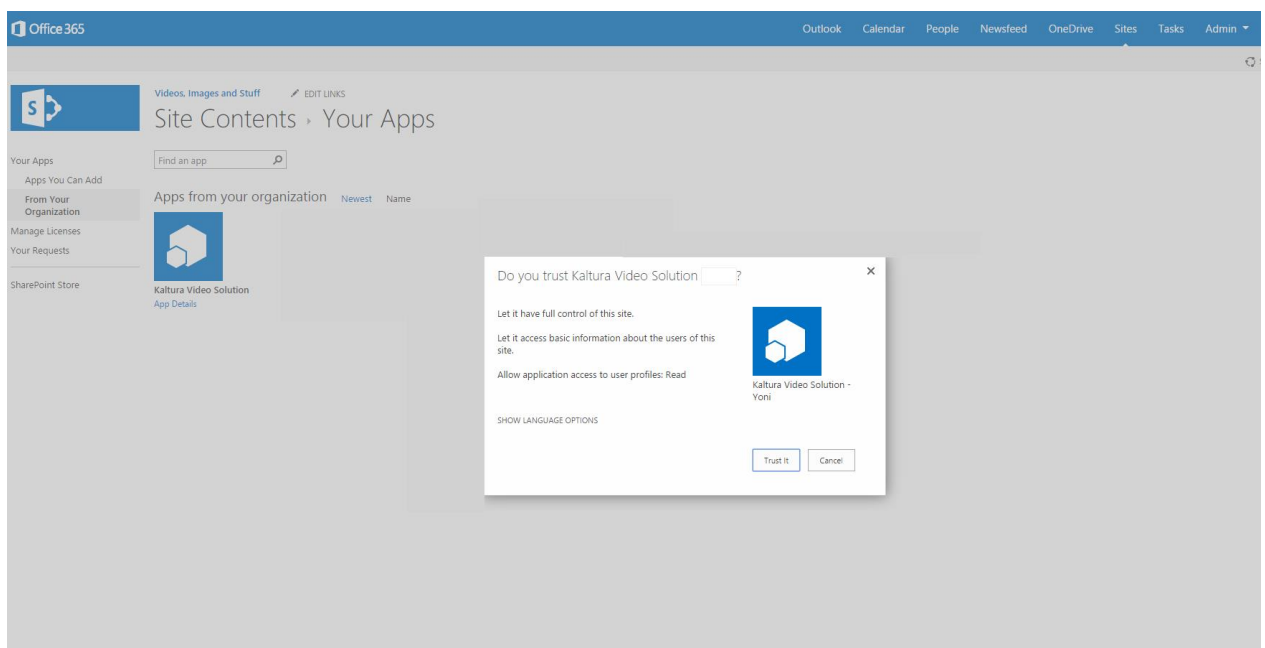 Office 365
Outlook Calendar People Newsfeed OneDrive Sites Tasks Admin
S
Videos, Images and Stuff EDIT LINKS
Site Contents › Your Apps
Your Apps
Apps You Can Add
From Your
Organization
Manage Licenses
Your Requests
SharePoint Store
Find an app
Apps from your organization Newest Name
Kaltura Video Solution
App Details
Do you trust Kaltura Video Solution ?
Let it have full control of this site.
Let it access basic information about the users of this
site.
Allow application access to user profiles: Read
Kaltura Video Solution -
Yoni
SHOW LANGUAGE OPTIONS
Trust It Cancel